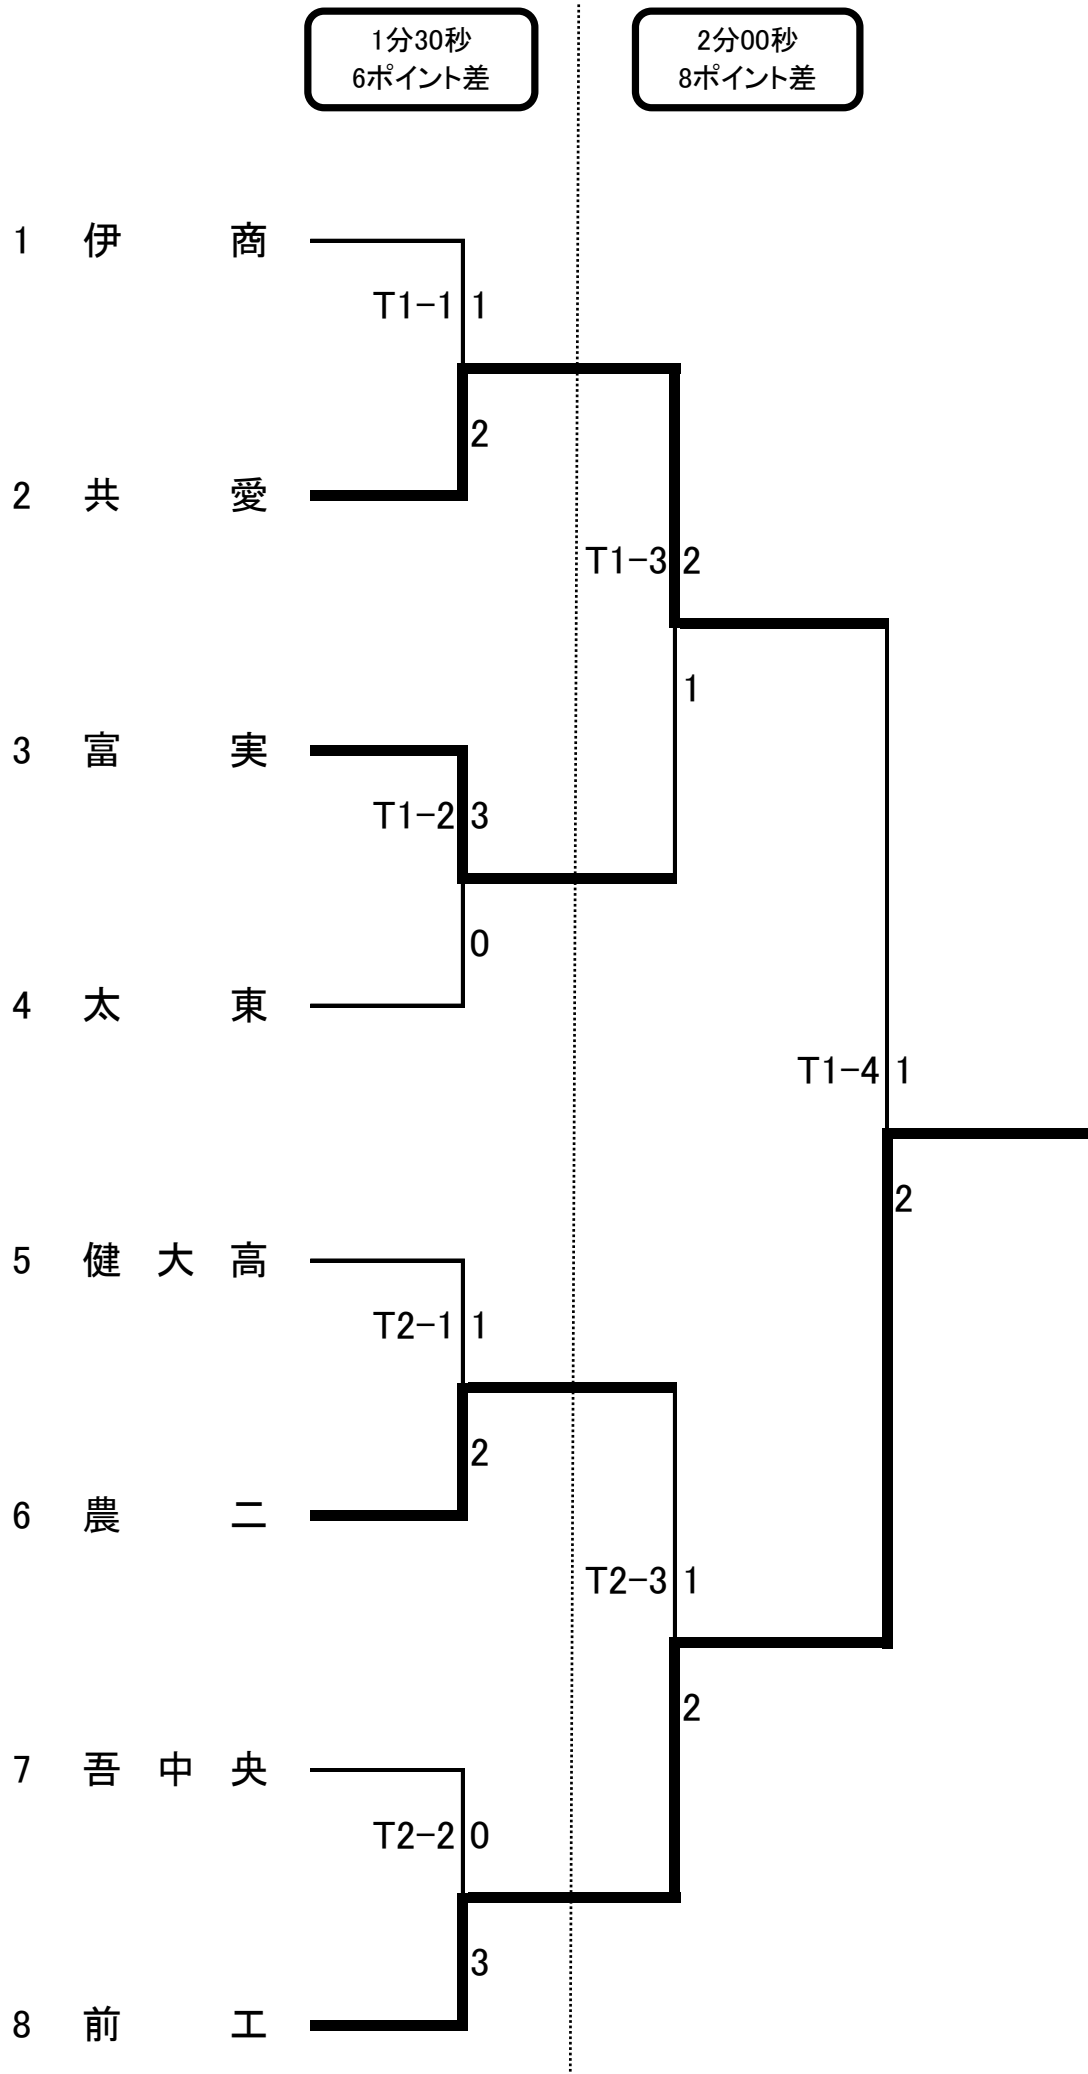 1分30秒
6ポイント差
2分00秒
8ポイント差
1 伊 商
T1-1 1
2
2 共 愛
T1-3 2
1
3 富 実
T1-2 3
0
4 太 東
T1-4 1
2
5 健 大 高
T2-1 1
2
6 農 二
T2-3 1
2
7 吾 中 央
T2-2 0
3
8 前 工